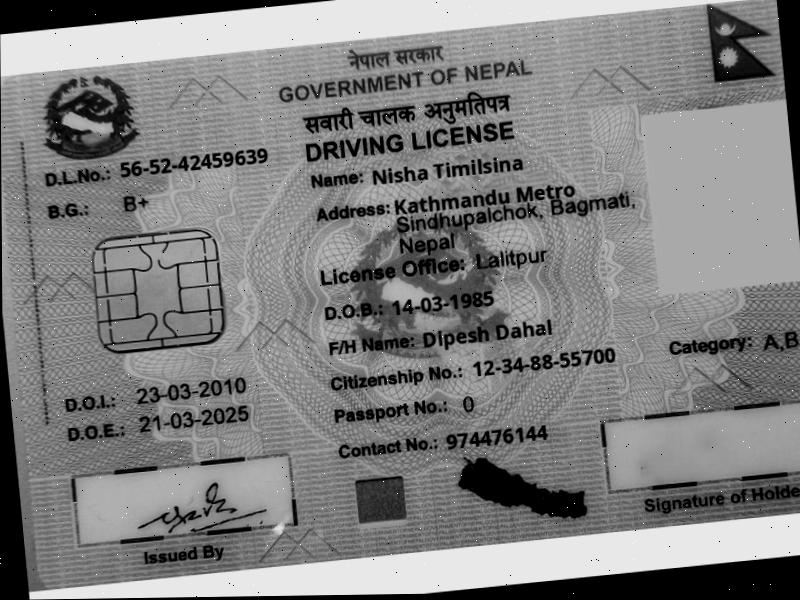 नेपाल सरकार
GOVERNMENT OF NEPAL
सवारी चालक अनुमतिपत्र
DRIVING LICENSE
D.L.No.: 56-52-42459639
B.G.: B+
Name: Nisha Timilsina
Address: Kathmandu Metro
Sindhupalchok, Bagmati,
Nepal
License Office: Lalitpur
D.O.B.: 14-03-1985
F/H Name: Dipesh Dahal
Citizenship No.: 12-34-88-55700
Category: A,B
Passport No.: 0
Contact No.: 974476144
D.O.I.: 23-03-2010
D.O.E.: 21-03-2025
Issued By
Signature of Holde